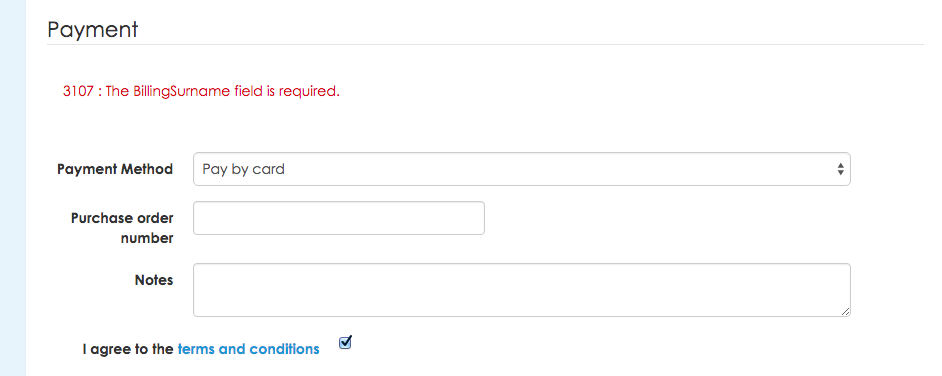 Payment
3107 : The BillingSurname field is required.
Payment Method
Pay by card
Purchase order
number
Notes
I agree to the terms and conditions